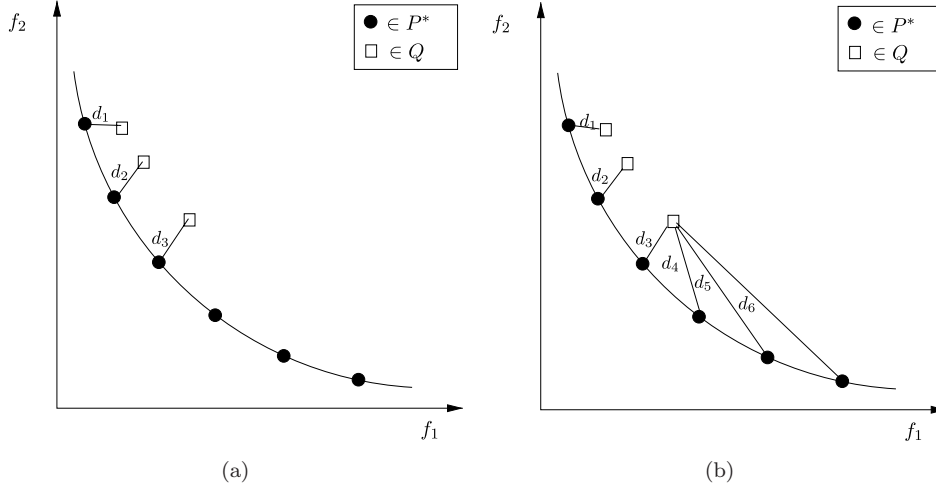 f₂
● ∈ P*
□ ∈ Q
d₁
d₂
d₃
f₁
(a)
f₂
● ∈ P*
□ ∈ Q
d₁
d₂
d₃
d₄
d₅
d₆
f₁
(b)